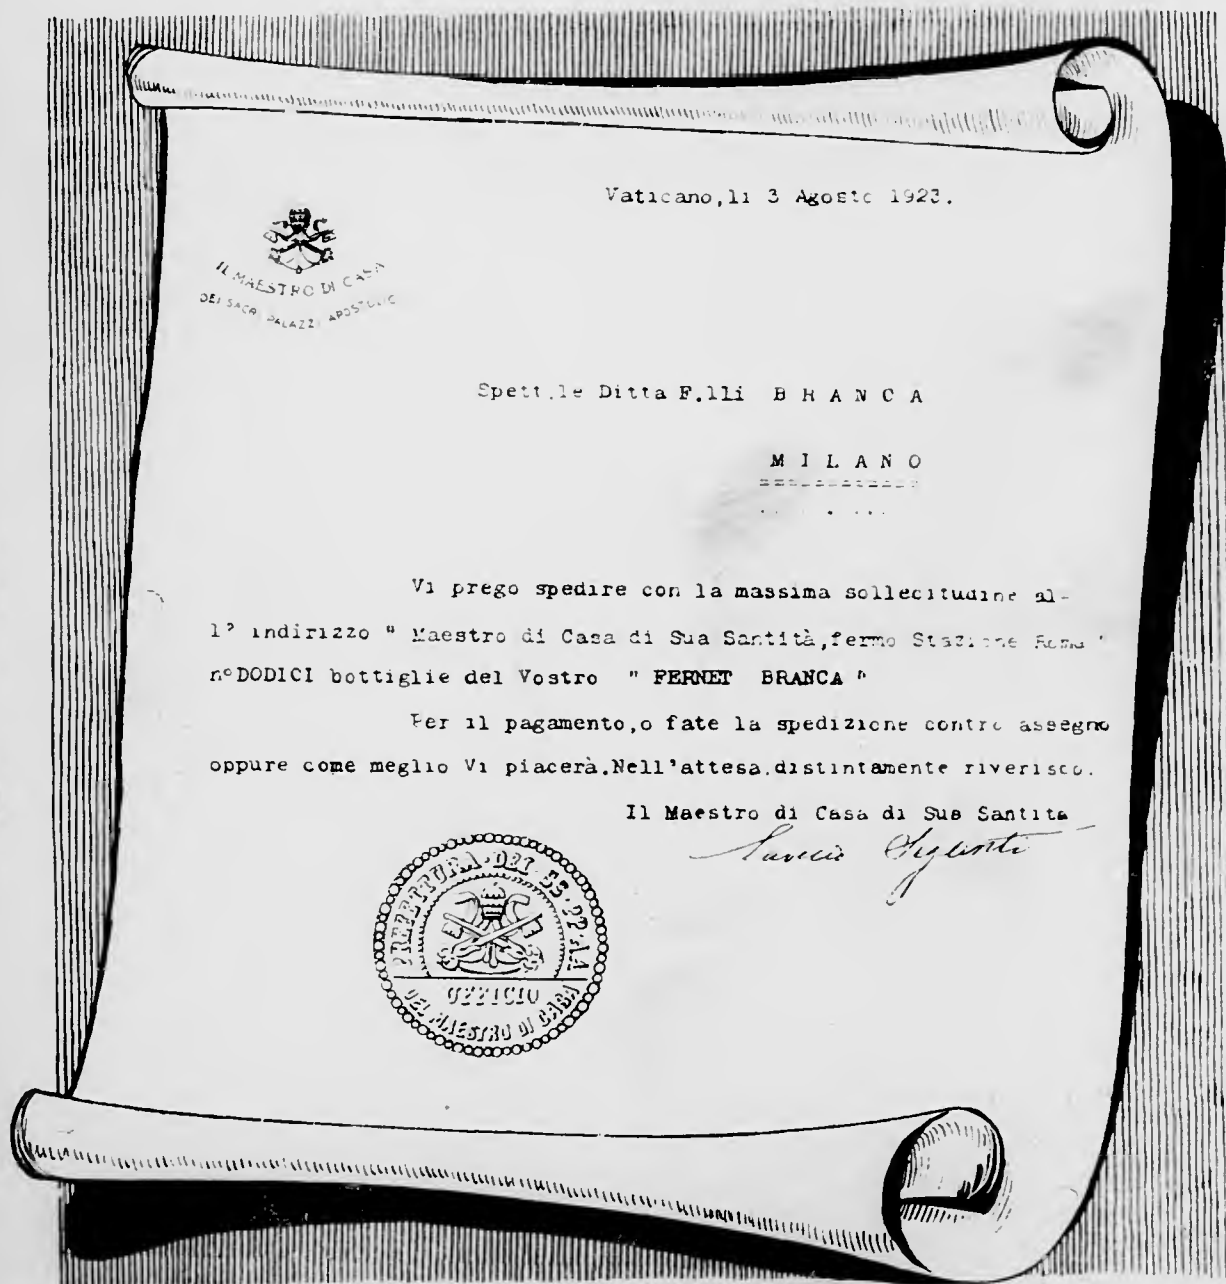 Vaticano,li 3 Agosto 1923.
IL MAESTRO DI CASA
DEI SACRI PALAZZI APOSTOLICI
Spett.le Ditta F.lli B R A N C A
M I L A N O
Vi prego spedire con la massima sollecitudine al-
l' indirizzo " Maestro di Casa di Sua Santità,fermo Stazione Roma "
n°DODICI bottiglie del Vostro " FERNET BRANCA "
Per il pagamento,o fate la spedizione contro assegno
oppure come meglio Vi piacerà.Nell'attesa,distintamente riverisco.
Il Maestro di Casa di Sua Santità
PREFETTURA·DEI·SS·PP·AA
UFFICIO
DEL MAESTRO DI CASA